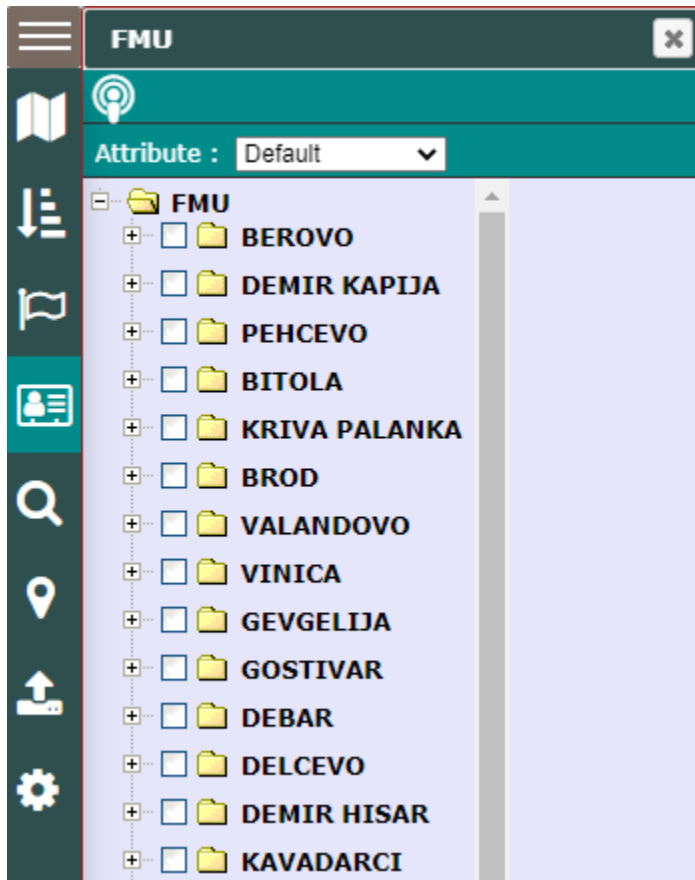 FMU
Attribute : Default
FMU
BEROVO
DEMIR KAPIJA
PEHCEVO
BITOLA
KRIVA PALANKA
BROD
VALANDOVO
VINICA
GEVGELIJA
GOSTIVAR
DEBAR
DELCEVO
DEMIR HISAR
KAVADARCI